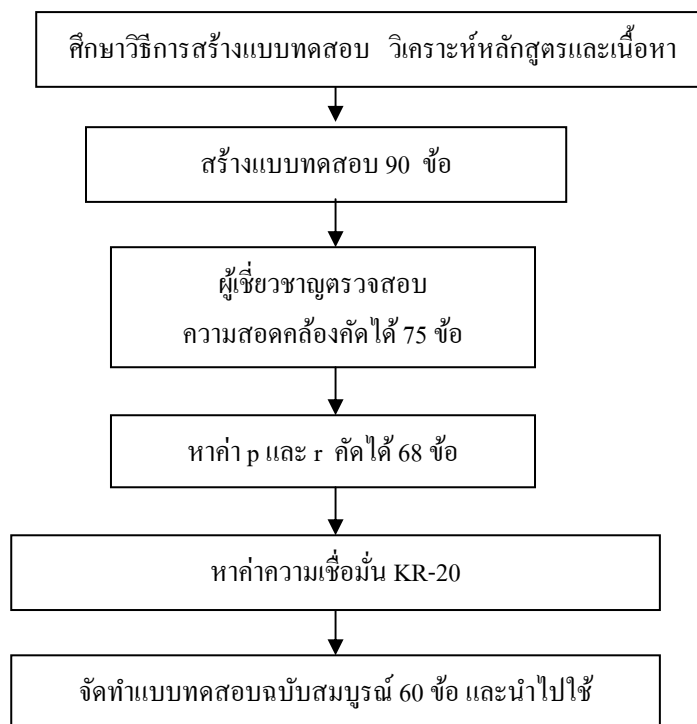 ศึกษาวิธีการสร้างแบบทดสอบ วิเคราะห์หลักสูตรและเนื้อหา
สร้างแบบทดสอบ 90 ข้อ
ผู้เชี่ยวชาญตรวจสอบ
ความสอดคล้องคัดได้ 75 ข้อ
หาค่า p และ r คัดได้ 68 ข้อ
หาค่าความเชื่อมั่น KR-20
จัดทำแบบทดสอบฉบับสมบูรณ์ 60 ข้อ และนำไปใช้